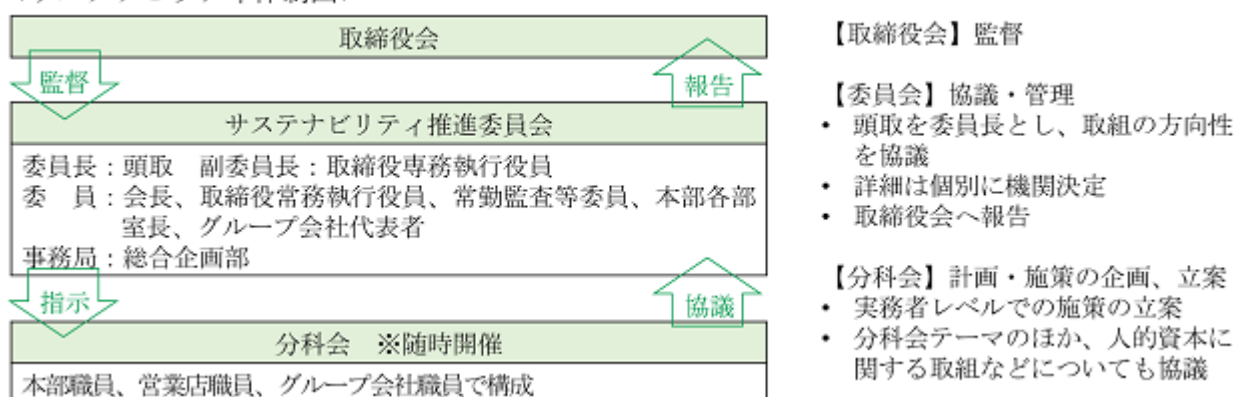 取締役会
監督
報告
サステナビリティ推進委員会
委員長：頭取　副委員長：取締役専務執行役員
委　員：会長、取締役常務執行役員、常勤監査等委員、本部各部
室長、グループ会社代表者
事務局：総合企画部
指示
協議
分科会　※随時開催
本部職員、営業店職員、グループ会社職員で構成
【取締役会】監督
【委員会】協議・管理
• 頭取を委員長とし、取組の方向性
を協議
• 詳細は個別に機関決定
• 取締役会へ報告
【分科会】計画・施策の企画、立案
• 実務者レベルでの施策の立案
• 分科会テーマのほか、人的資本に
関する取組などについても協議